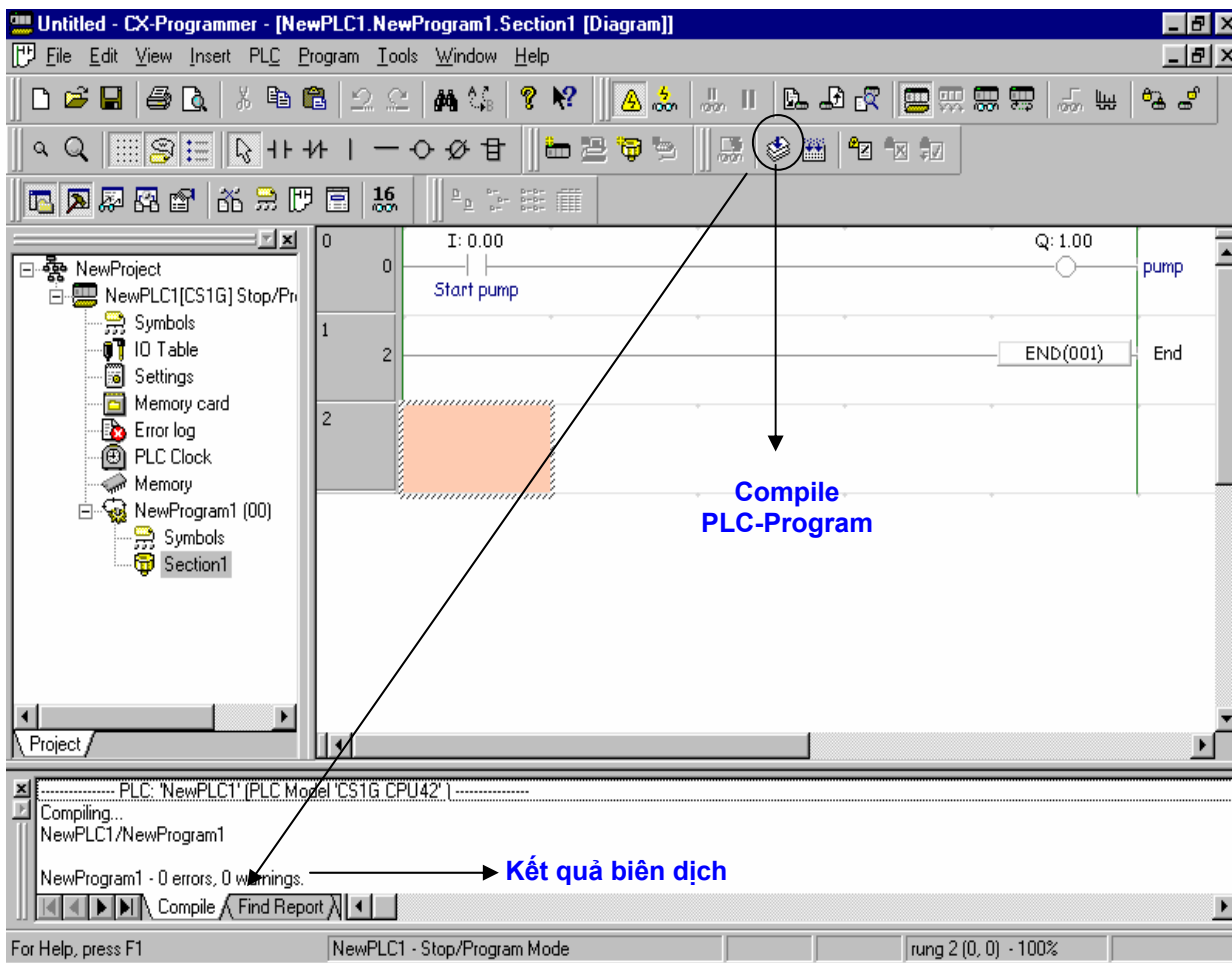 Untitled - CX-Programmer - [NewPLC1.NewProgram1.Section1 [Diagram]]
File Edit View Insert PLC Program Tools Window Help
16
NewProject
NewPLC1[CS1G] Stop/Pr
Symbols
IO Table
Settings
Memory card
Error log
PLC Clock
Memory
NewProgram1 (00)
Symbols
Section1
Project
0
0
I: 0.00
Q: 1.00
pump
Start pump
1
2
END(001)
End
2
Compile
PLC-Program
--------------- PLC: 'NewPLC1' (PLC Model 'CS1G CPU42' ) ---------------
Compiling...
NewPLC1/NewProgram1
NewProgram1 - 0 errors, 0 warnings.
Kết quả biên dịch
Compile Find Report
For Help, press F1
NewPLC1 - Stop/Program Mode
rung 2 (0, 0) - 100%